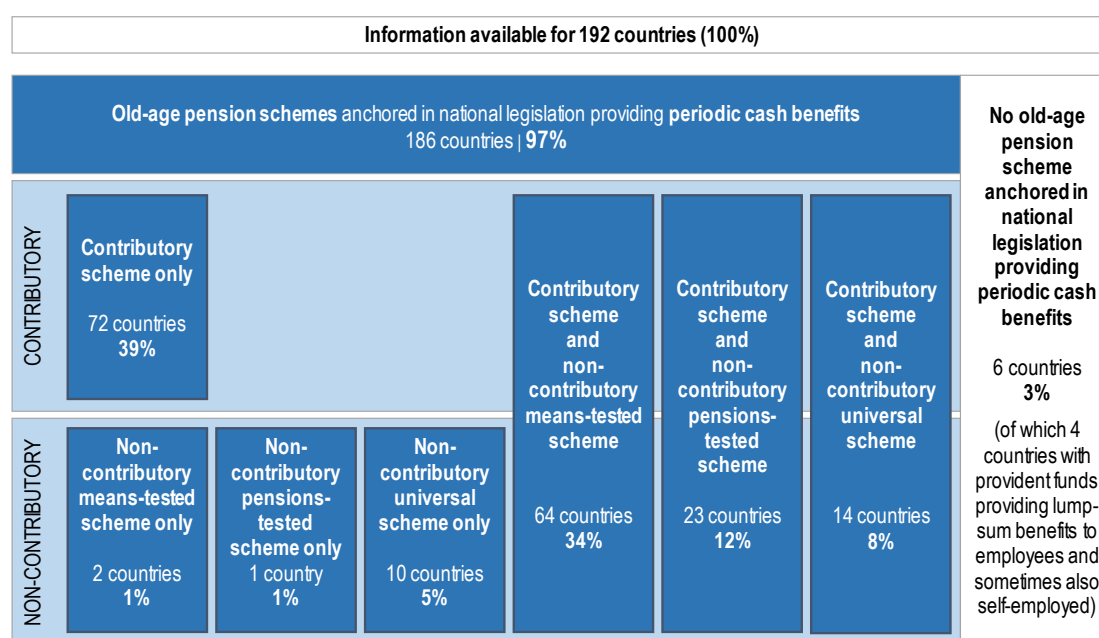 Information available for 192 countries (100%)
Old-age pension schemes anchored in national legislation providing periodic cash benefits
186 countries | 97%
No old-age
pension
scheme
anchored in
national
legislation
providing
periodic cash
benefits
6 countries
3%
(of which 4
countries with
provident funds
providing lump-
sum benefits to
employees and
sometimes also
self-employed)
CONTRIBUTORY
Contributory
scheme only
72 countries
39%
Contributory
scheme
and
non-
contributory
means-tested
scheme
64 countries
34%
Contributory
scheme
and
non-
contributory
pensions-
tested
scheme
23 countries
12%
Contributory
scheme
and
non-
contributory
universal
scheme
14 countries
8%
NON-CONTRIBUTORY
Non-
contributory
means-tested
scheme only
2 countries
1%
Non-
contributory
pensions-
tested
scheme only
1 country
1%
Non-
contributory
universal
scheme only
10 countries
5%